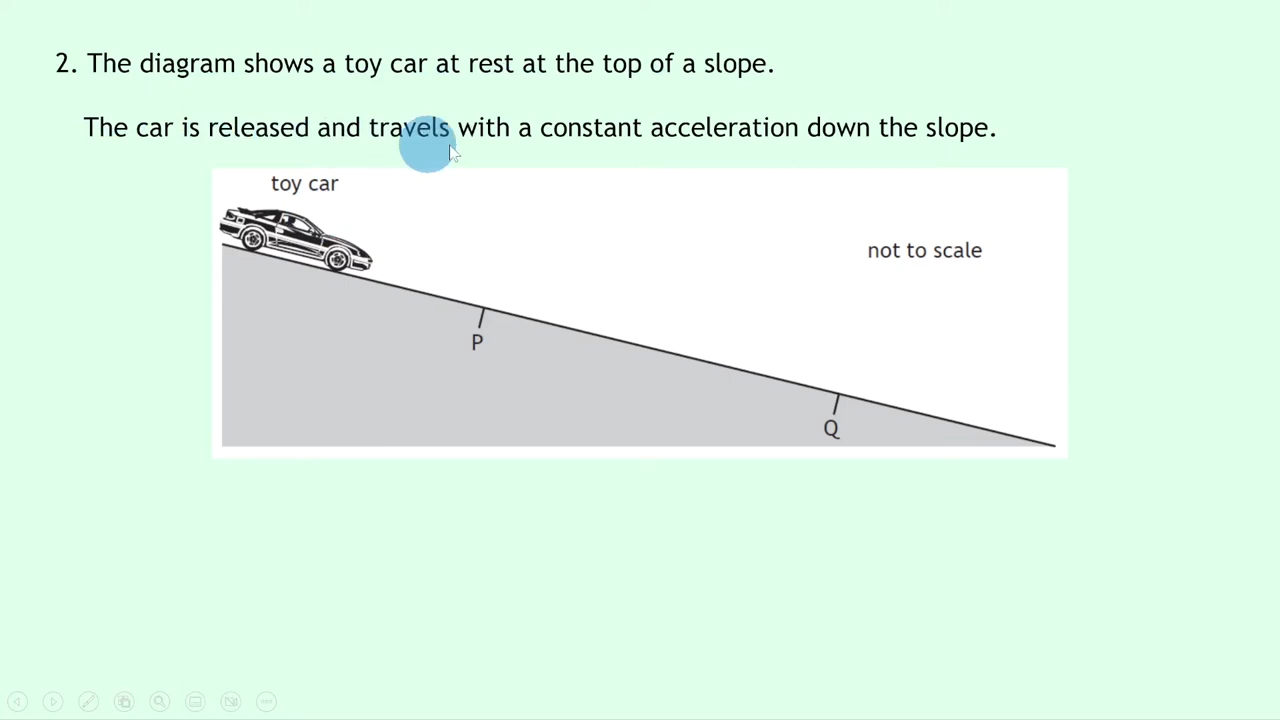 2. The diagram shows a toy car at rest at the top of a slope.
The car is released and travels with a constant acceleration down the slope.
toy car
not to scale
P
Q